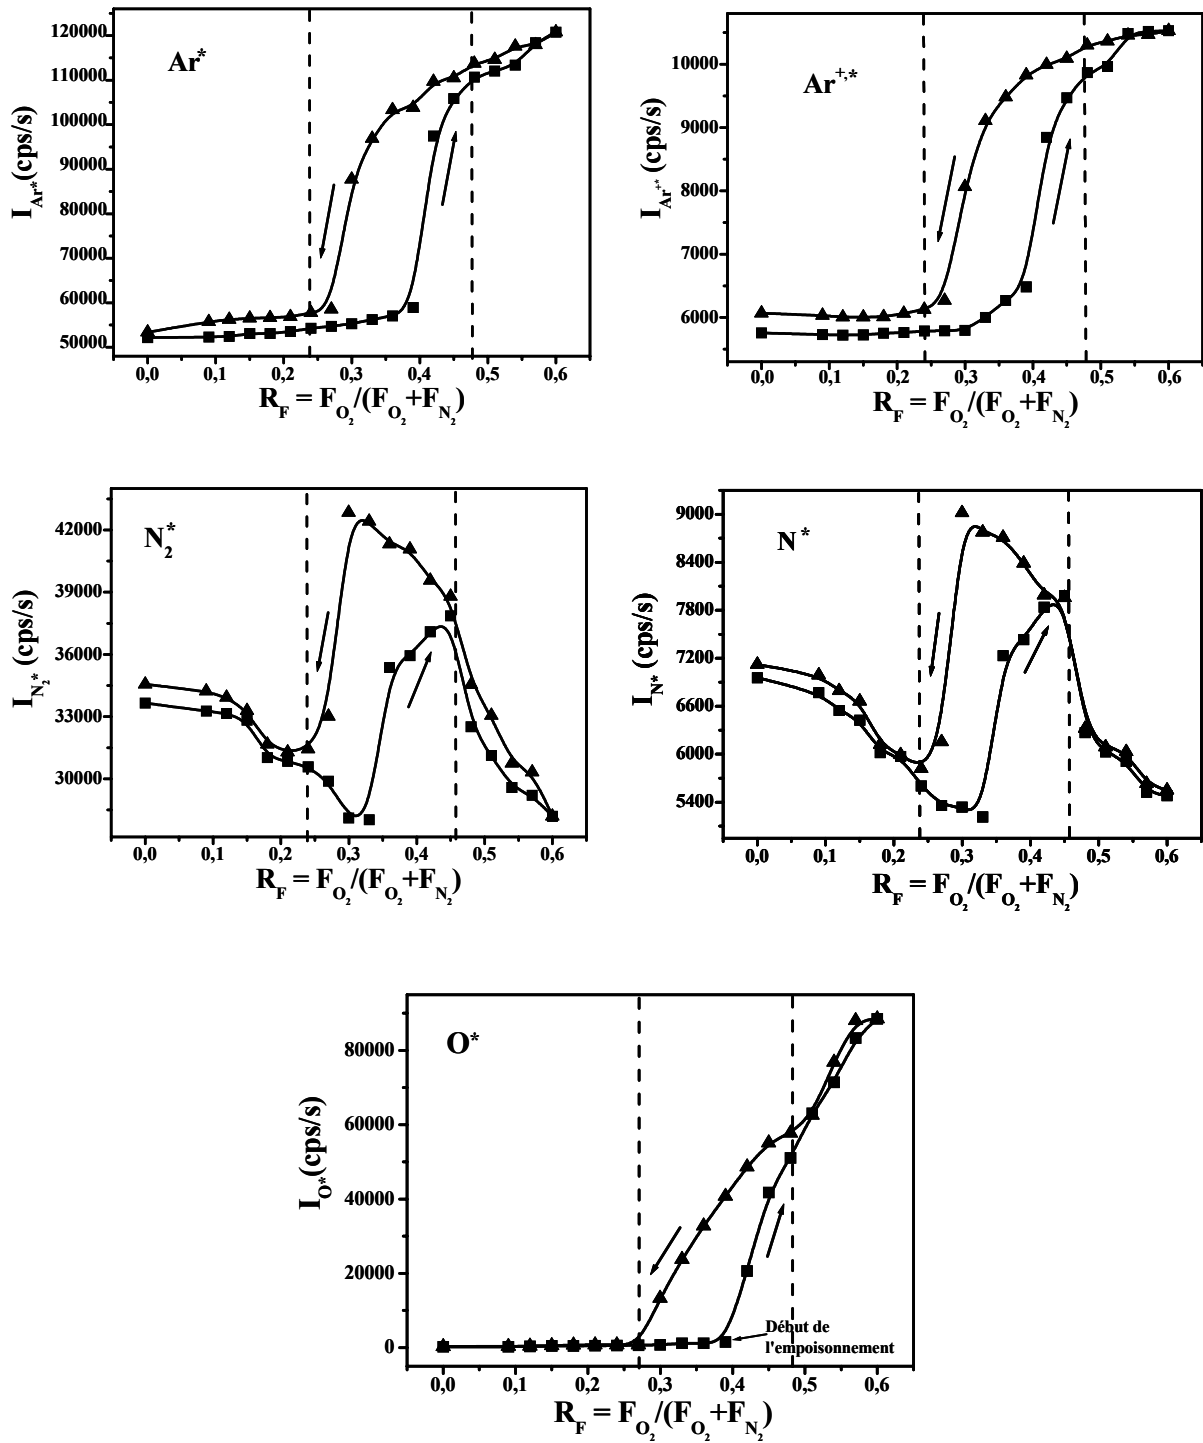 Ar*
I Ar* (cps/s)
120000
110000
100000
90000
80000
70000
60000
50000
0,0 0,1 0,2 0,3 0,4 0,5 0,6
R_F = F_O2/(F_O2+F_N2)
Ar+,*
I Ar+* (cps/s)
10000
9000
8000
7000
6000
0,0 0,1 0,2 0,3 0,4 0,5 0,6
R_F = F_O2/(F_O2+F_N2)
N2*
I N2* (cps/s)
42000
39000
36000
33000
30000
0,0 0,1 0,2 0,3 0,4 0,5 0,6
R_F = F_O2/(F_O2+F_N2)
N*
I N* (cps/s)
9000
8400
7800
7200
6600
6000
5400
0,0 0,1 0,2 0,3 0,4 0,5 0,6
R_F = F_O2/(F_O2+F_N2)
O*
I O* (cps/s)
80000
60000
40000
20000
0
Début de
l'empoisonnement
0,0 0,1 0,2 0,3 0,4 0,5 0,6
R_F = F_O2/(F_O2+F_N2)